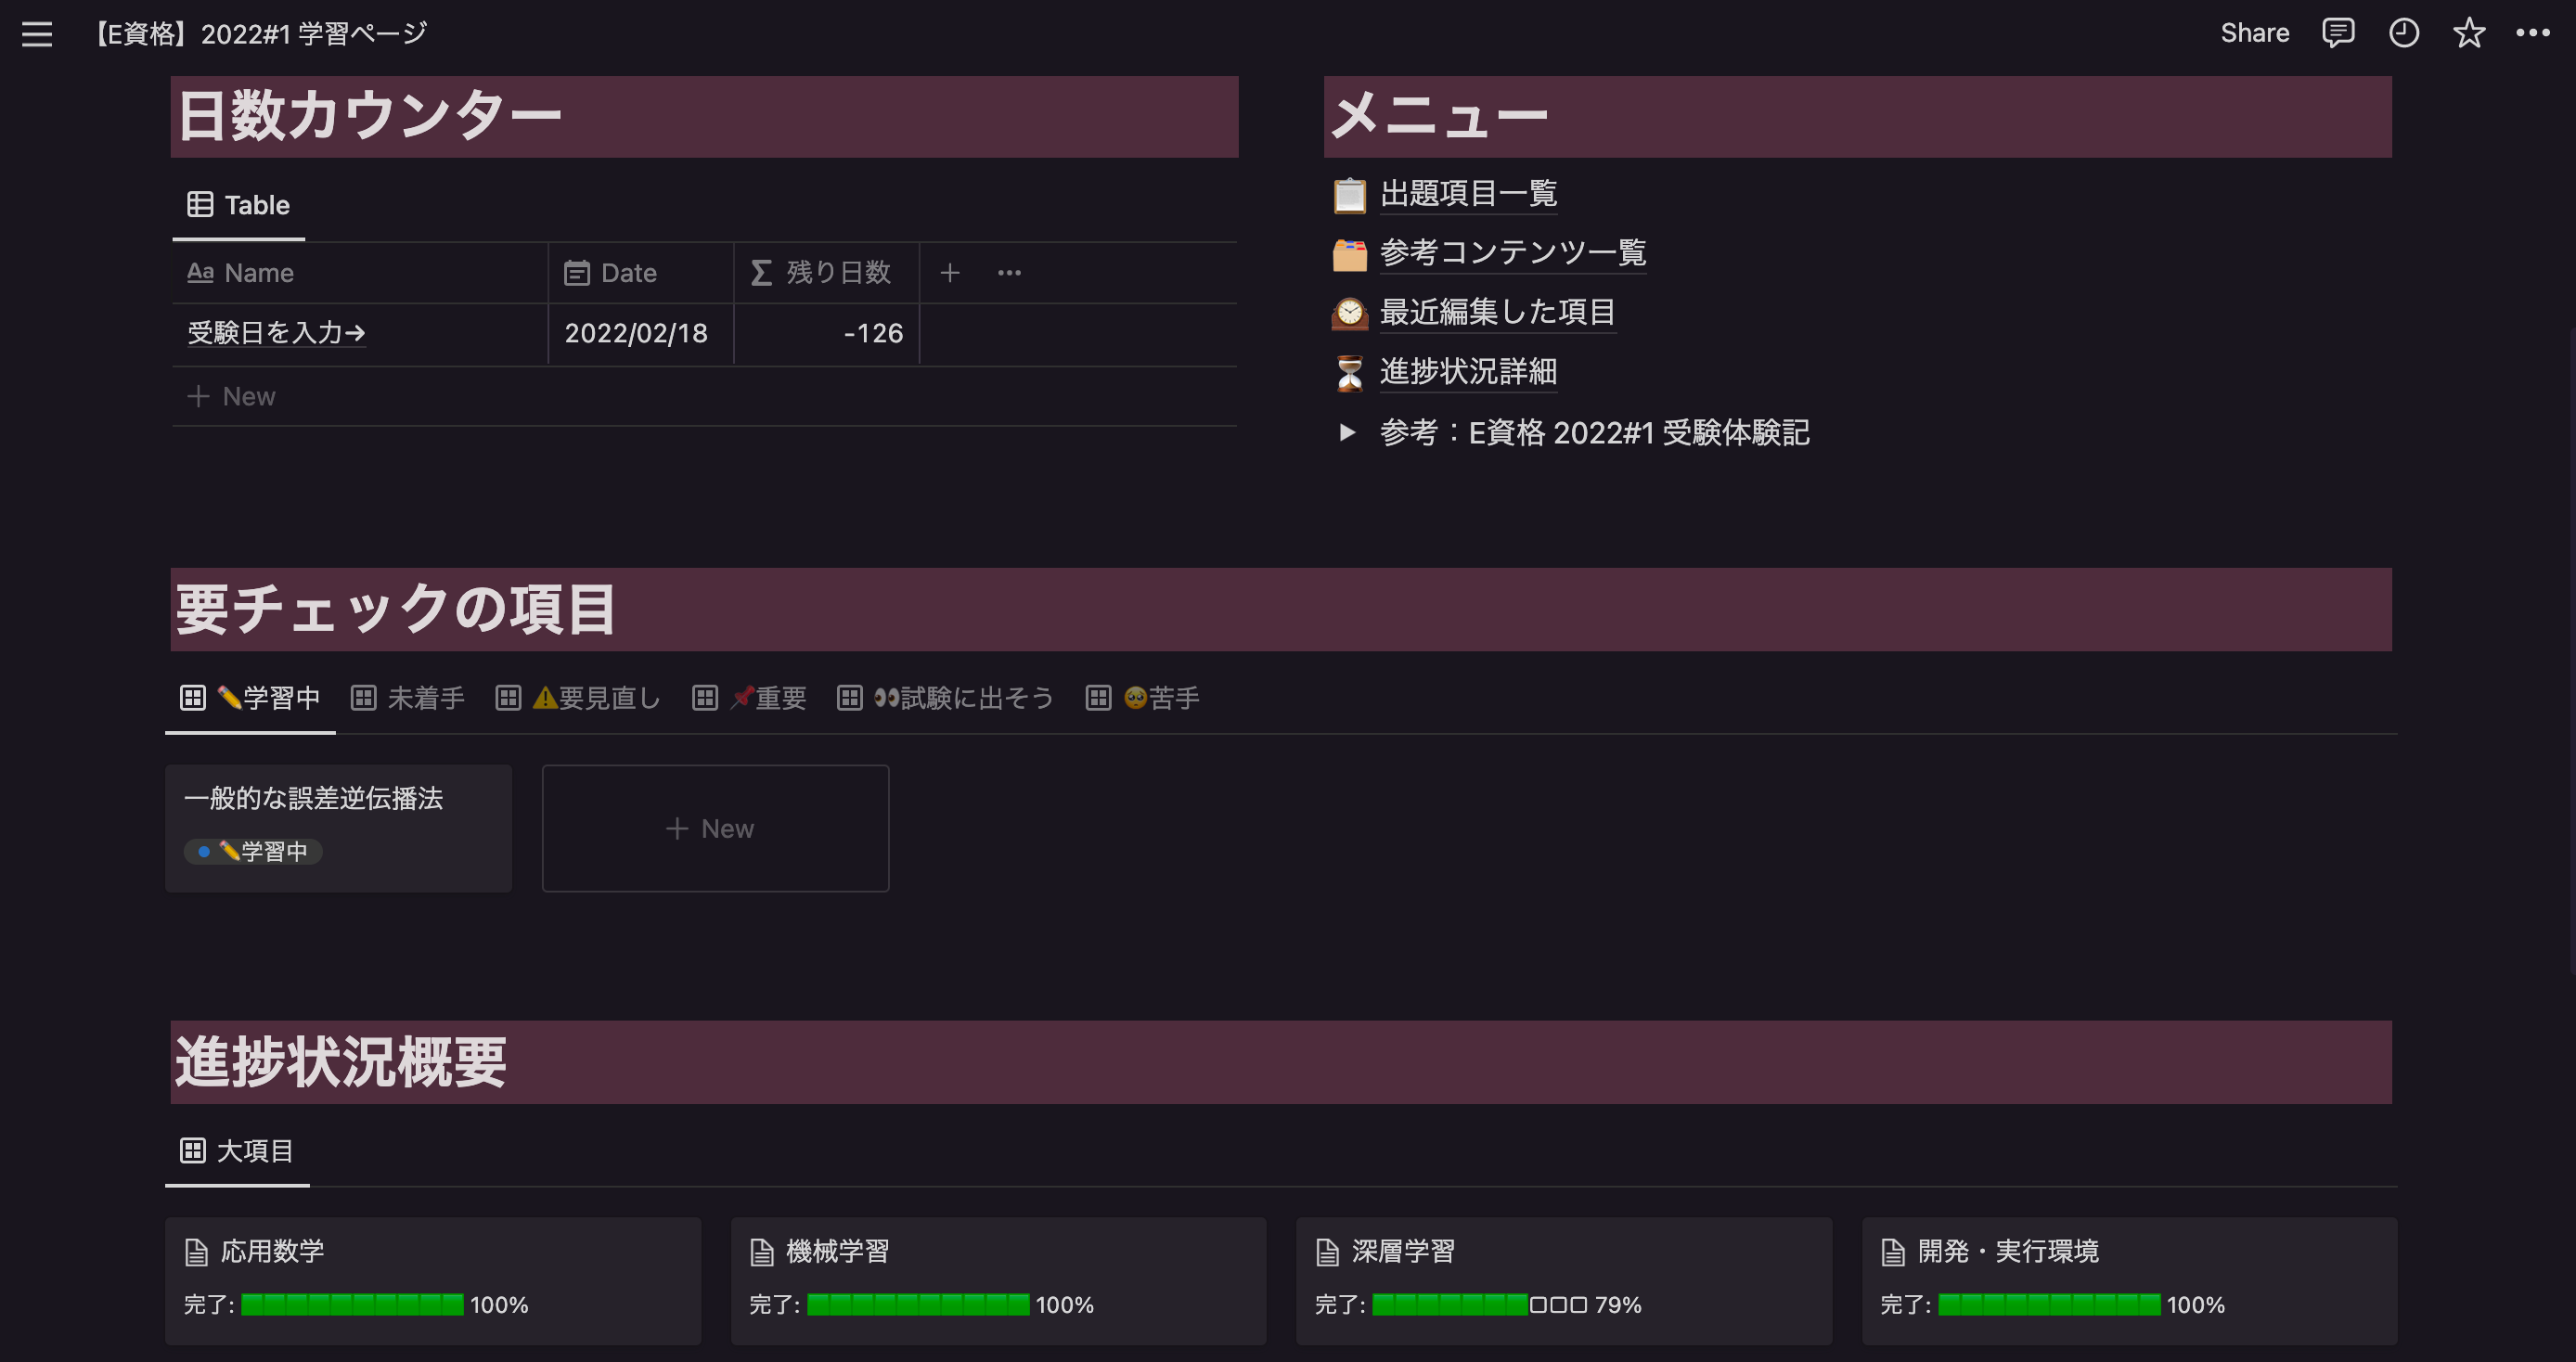 【E資格】2022#1 学習ページ
Share
日数カウンター
Table
Aa Name Date Σ 残り日数
受験日を入力→ 2022/02/18 -126
+ New
メニュー
📋 出題項目一覧
🗂️ 参考コンテンツ一覧
🕰️ 最近編集した項目
⏳ 進捗状況詳細
▶ 参考：E資格 2022#1 受験体験記
要チェックの項目
✏️学習中 未着手 ⚠️要見直し 📌重要 👀試験に出そう 🥺苦手
一般的な誤差逆伝播法
✏️学習中
+ New
進捗状況概要
大項目
応用数学
完了: 100%
機械学習
完了: 100%
深層学習
完了: 79%
開発・実行環境
完了: 100%